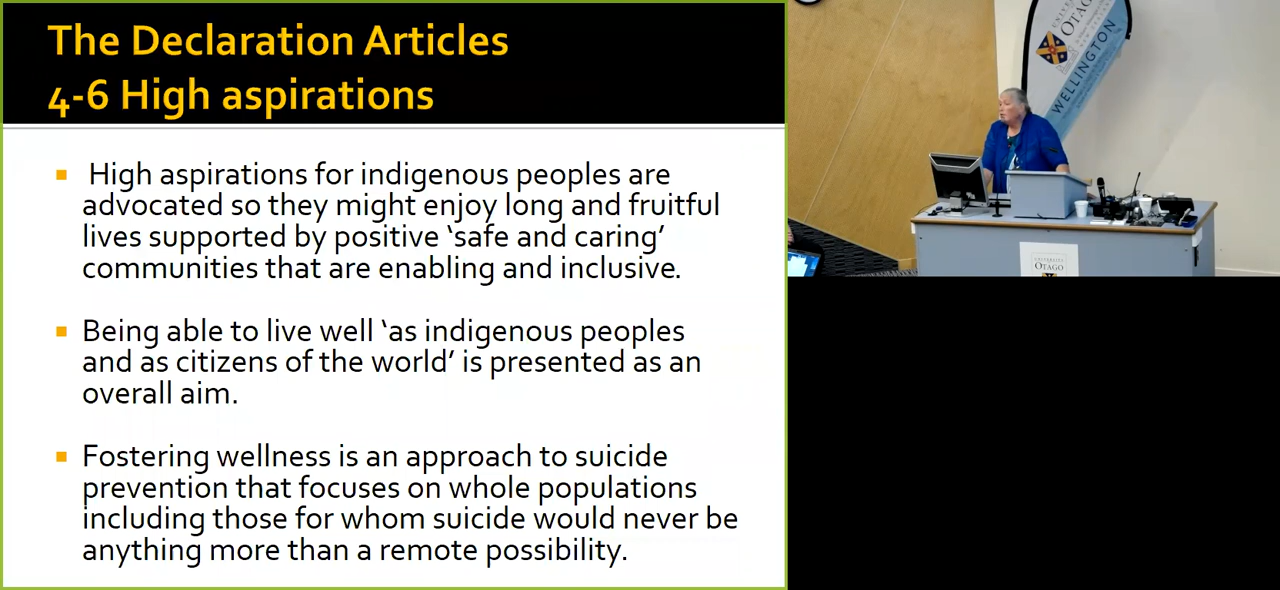 The Declaration Articles
4-6 High aspirations
High aspirations for indigenous peoples are
advocated so they might enjoy long and fruitful
lives supported by positive ‘safe and caring’
communities that are enabling and inclusive.
Being able to live well ‘as indigenous peoples
and as citizens of the world’ is presented as an
overall aim.
Fostering wellness is an approach to suicide
prevention that focuses on whole populations
including those for whom suicide would never be
anything more than a remote possibility.
OTAGO
WELLINGTON
UNIVERSITY
OTAGO